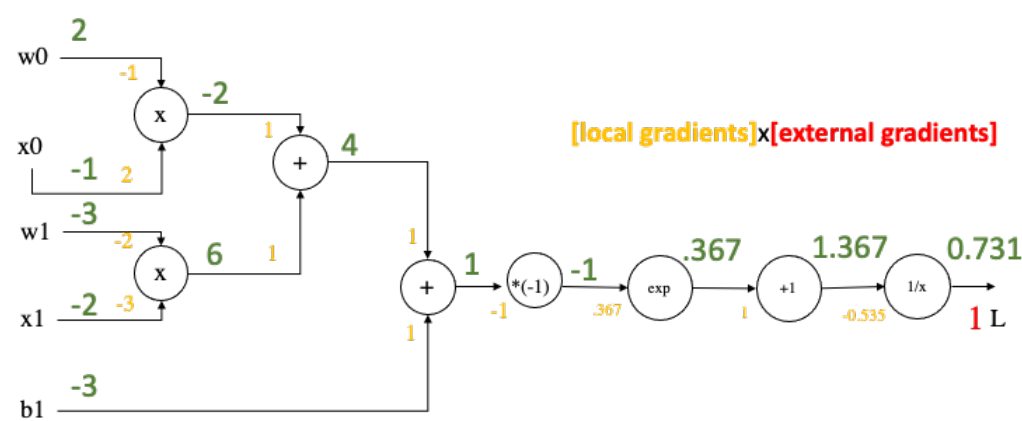 2
w0
-1
x
-2
1
x0
-1
2
+
4
[local gradients]x[external gradients]
-3
w1
-2
x
6
1
x1
-2
-3
1
+
1
1
-1
*(-1)
-1
.367
exp
.367
1
+1
1.367
-0.535
1/x
0.731
1 L
-3
b1